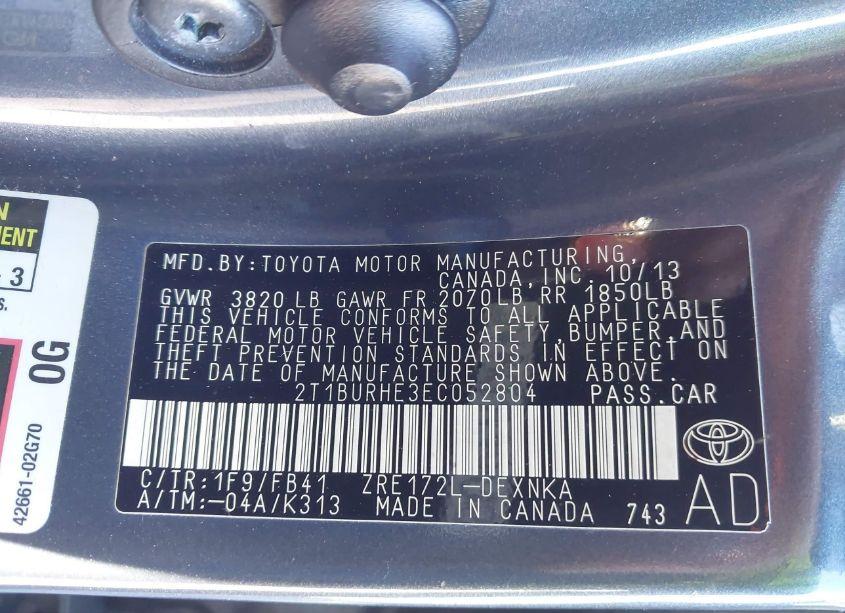 MFD.BY:TOYOTA MOTOR MANUFACTURING,
CANADA,INC. 10/13
GVWR 3820LB GAWR FR 2070LB RR 1850LB
THIS VEHICLE CONFORMS TO ALL APPLICABLE
FEDERAL MOTOR VEHICLE SAFETY,BUMPER,AND
THEFT PREVENTION STANDARDS IN EFFECT ON
THE DATE OF MANUFACTURE SHOWN ABOVE.
2T1BURHE3EC052804 PASS.CAR
C/TR:1F9/FB41 ZRE172L-DEXNKA
A/TM:-04A/K313 MADE IN CANADA 743
AD
MENT
3
s.
0G
42661-02G70